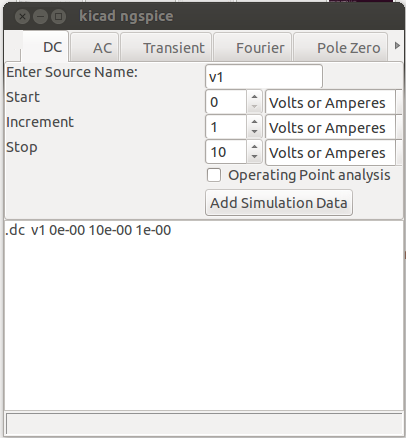 kicad ngspice
DC AC Transient Fourier Pole Zero
Enter Source Name: v1
Start 0 Volts or Amperes
Increment 1 Volts or Amperes
Stop 10 Volts or Amperes
Operating Point analysis
Add Simulation Data
.dc v1 0e-00 10e-00 1e-00